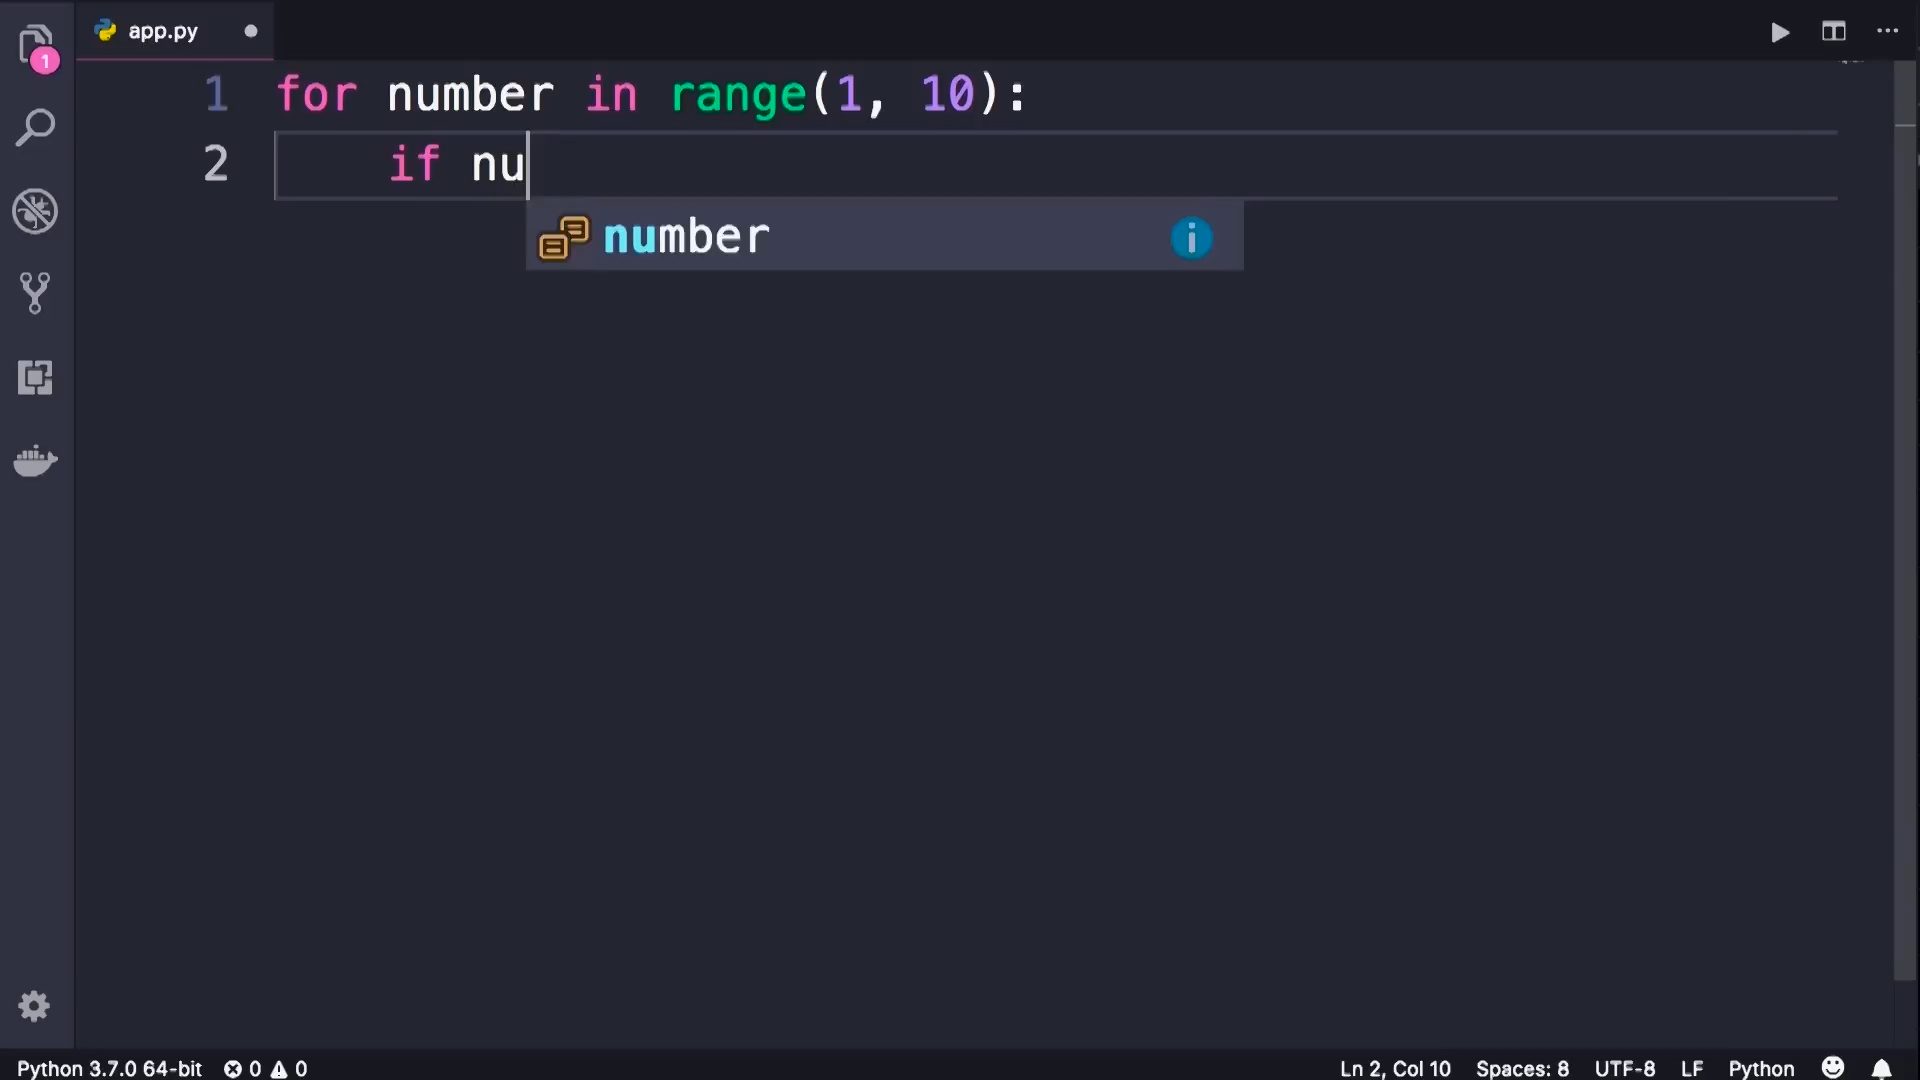 app.py
1
1 for number in range(1, 10):
2 if nu
number
Python 3.7.0 64-bit 0 0 Ln 2, Col 10 Spaces: 8 UTF-8 LF Python